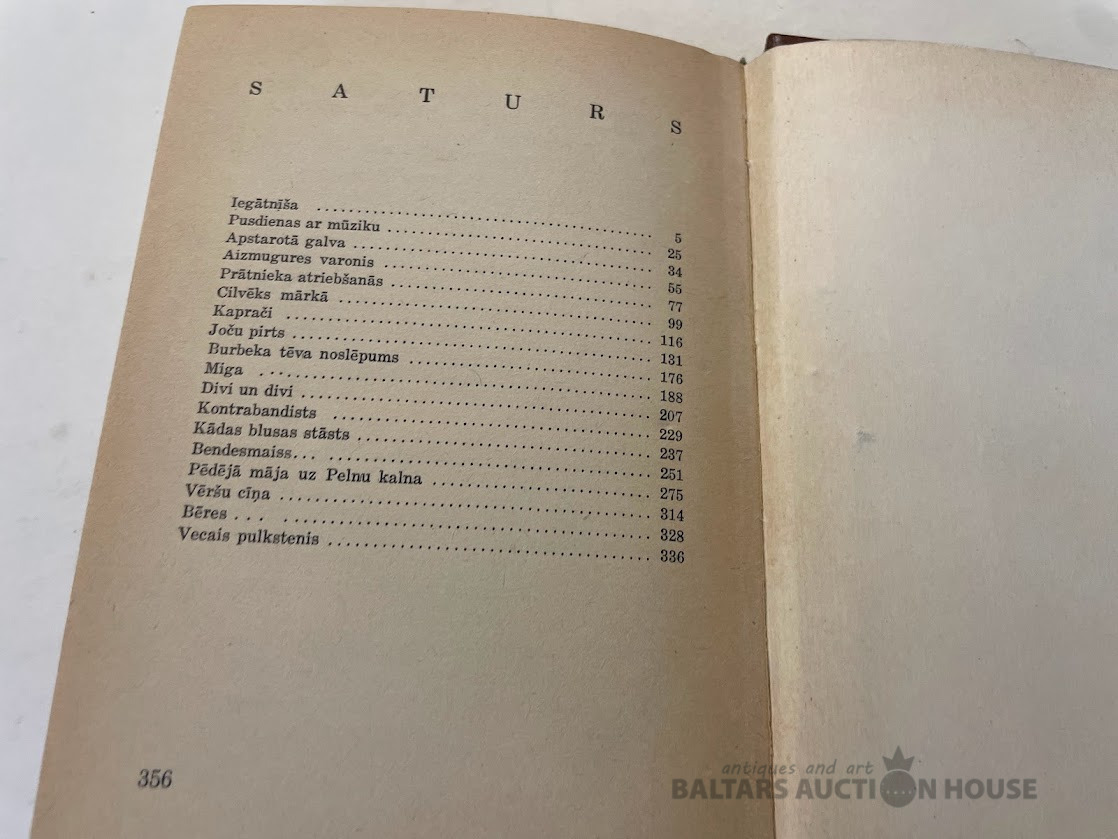 S A T U R S
Iegātnīša 5
Pusdienas ar mūziku 25
Apstarotā galva 34
Aizmugures varonis 55
Prātnieka atriebšanās 77
Cilvēks mārkā 99
Kaprači 116
Joču pirts 131
Burbeka tēva noslēpums 176
Miga 188
Divi un divi 207
Kontrabandists 229
Kādas blusas stāsts 237
Bendesmaiss... 251
Pēdējā māja uz Pelnu kalna 275
Vēršu cīņa 314
Bēres 328
Vecais pulkstenis 336
356
antiques and art
BALTARS AUCTION HOUSE